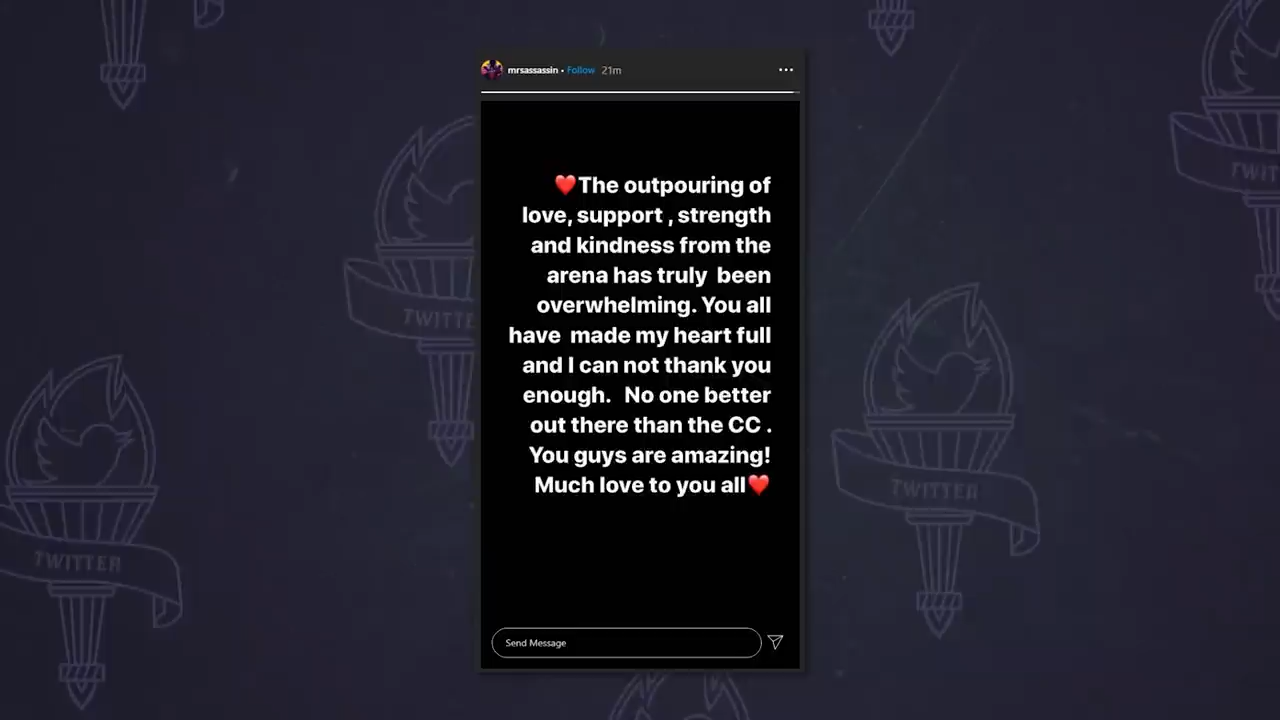 mrsassassin • Follow 21m
❤️The outpouring of
love, support , strength
and kindness from the
arena has truly  been
overwhelming. You all
have  made my heart full
and I can not thank you
enough.   No one better
out there than the CC .
You guys are amazing!
Much love to you all❤️
Send Message
TWITTE
TWITTER
TWITTER
TWIT